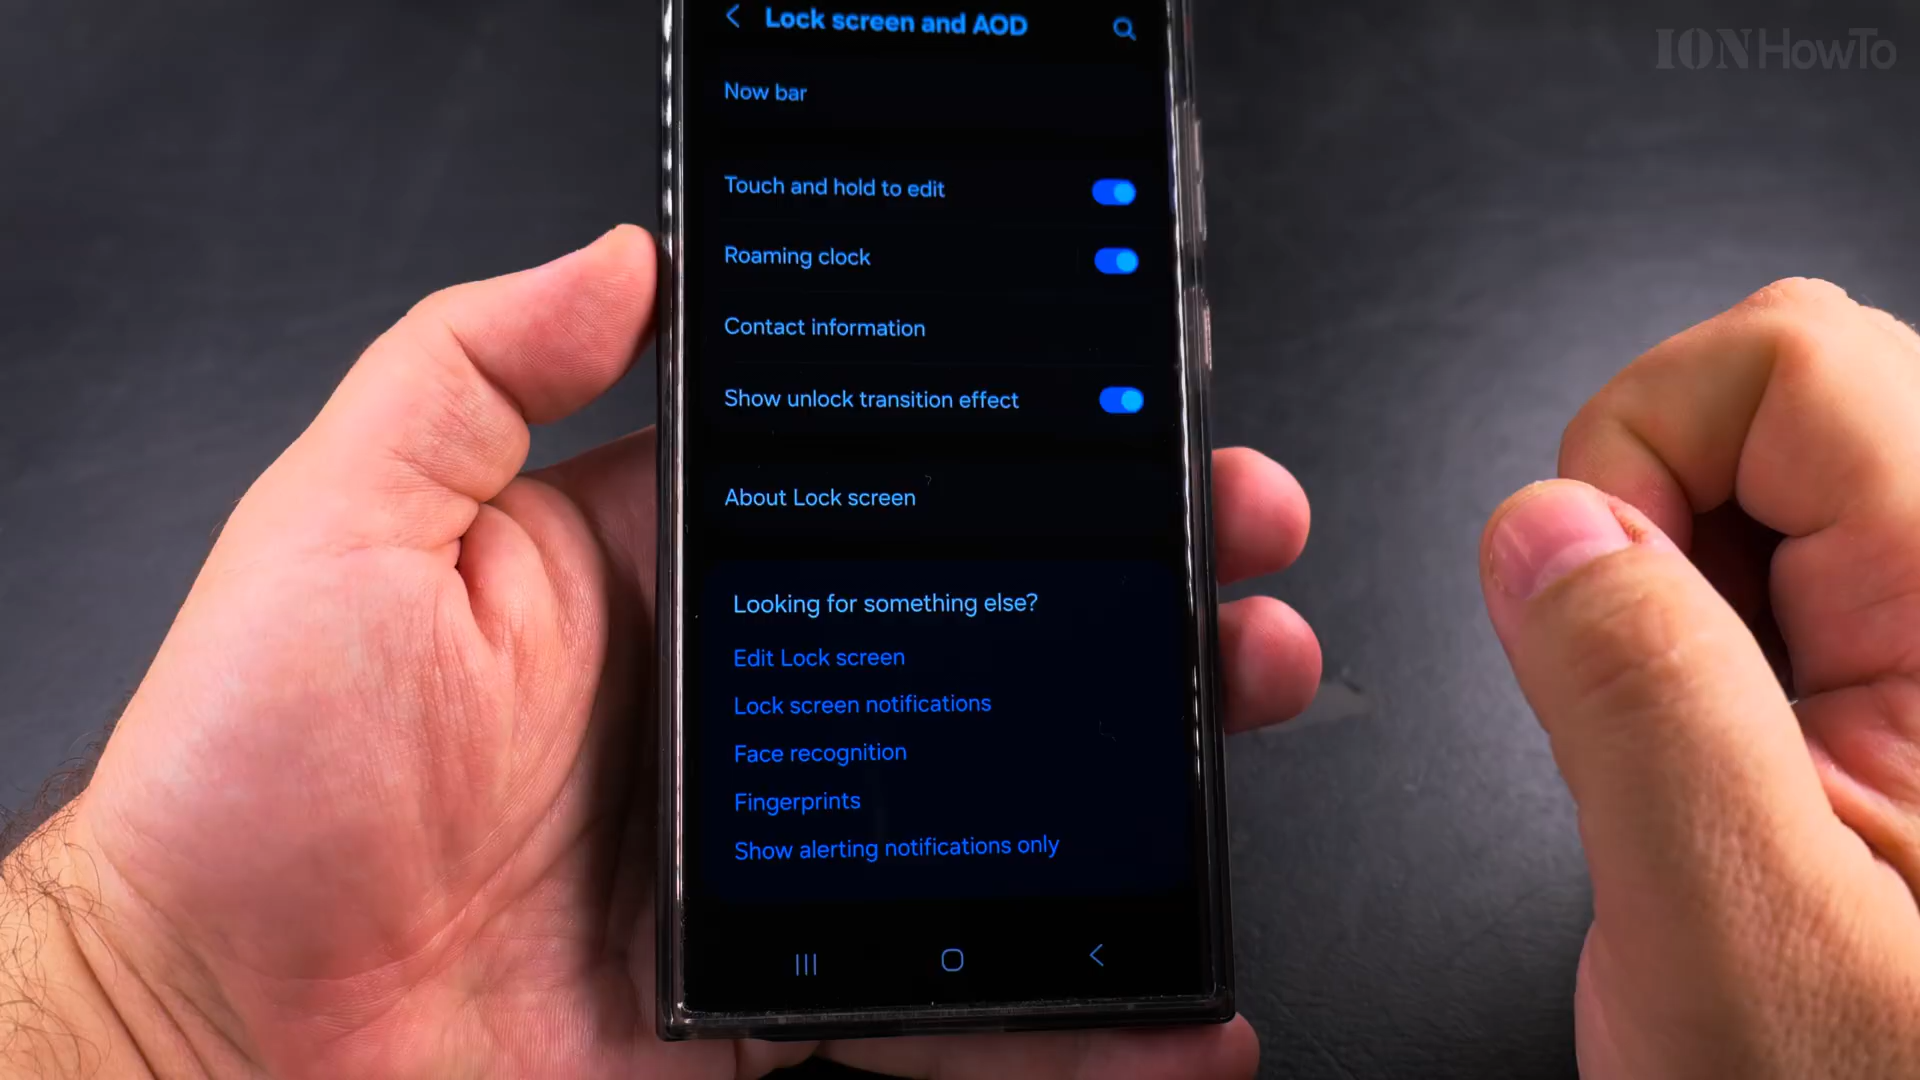 ION HowTo
Lock screen and AOD
Now bar
Touch and hold to edit
Roaming clock
Contact information
Show unlock transition effect
About Lock screen
Looking for something else?
Edit Lock screen
Lock screen notifications
Face recognition
Fingerprints
Show alerting notifications only